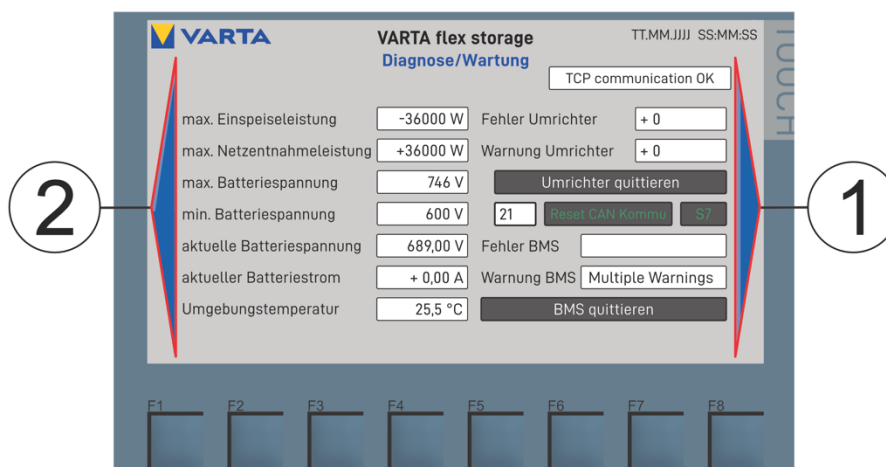 VARTA
VARTA flex storage
TT.MM.JJJJ SS:MM:SS
Diagnose/Wartung
TCP communication OK
TOUCH
max. Einspeiseleistung -36000 W Fehler Umrichter + 0
max. Netzentnahmeleistung +36000 W Warnung Umrichter + 0
max. Batteriespannung 746 V Umrichter quittieren
min. Batteriespannung 600 V 21 Reset CAN Kommu S7
aktuelle Batteriespannung 689,00 V Fehler BMS
aktueller Batteriestrom + 0,00 A Warnung BMS Multiple Warnings
Umgebungstemperatur 25,5 °C BMS quittieren
2
1
F1 F2 F3 F4 F5 F6 F7 F8